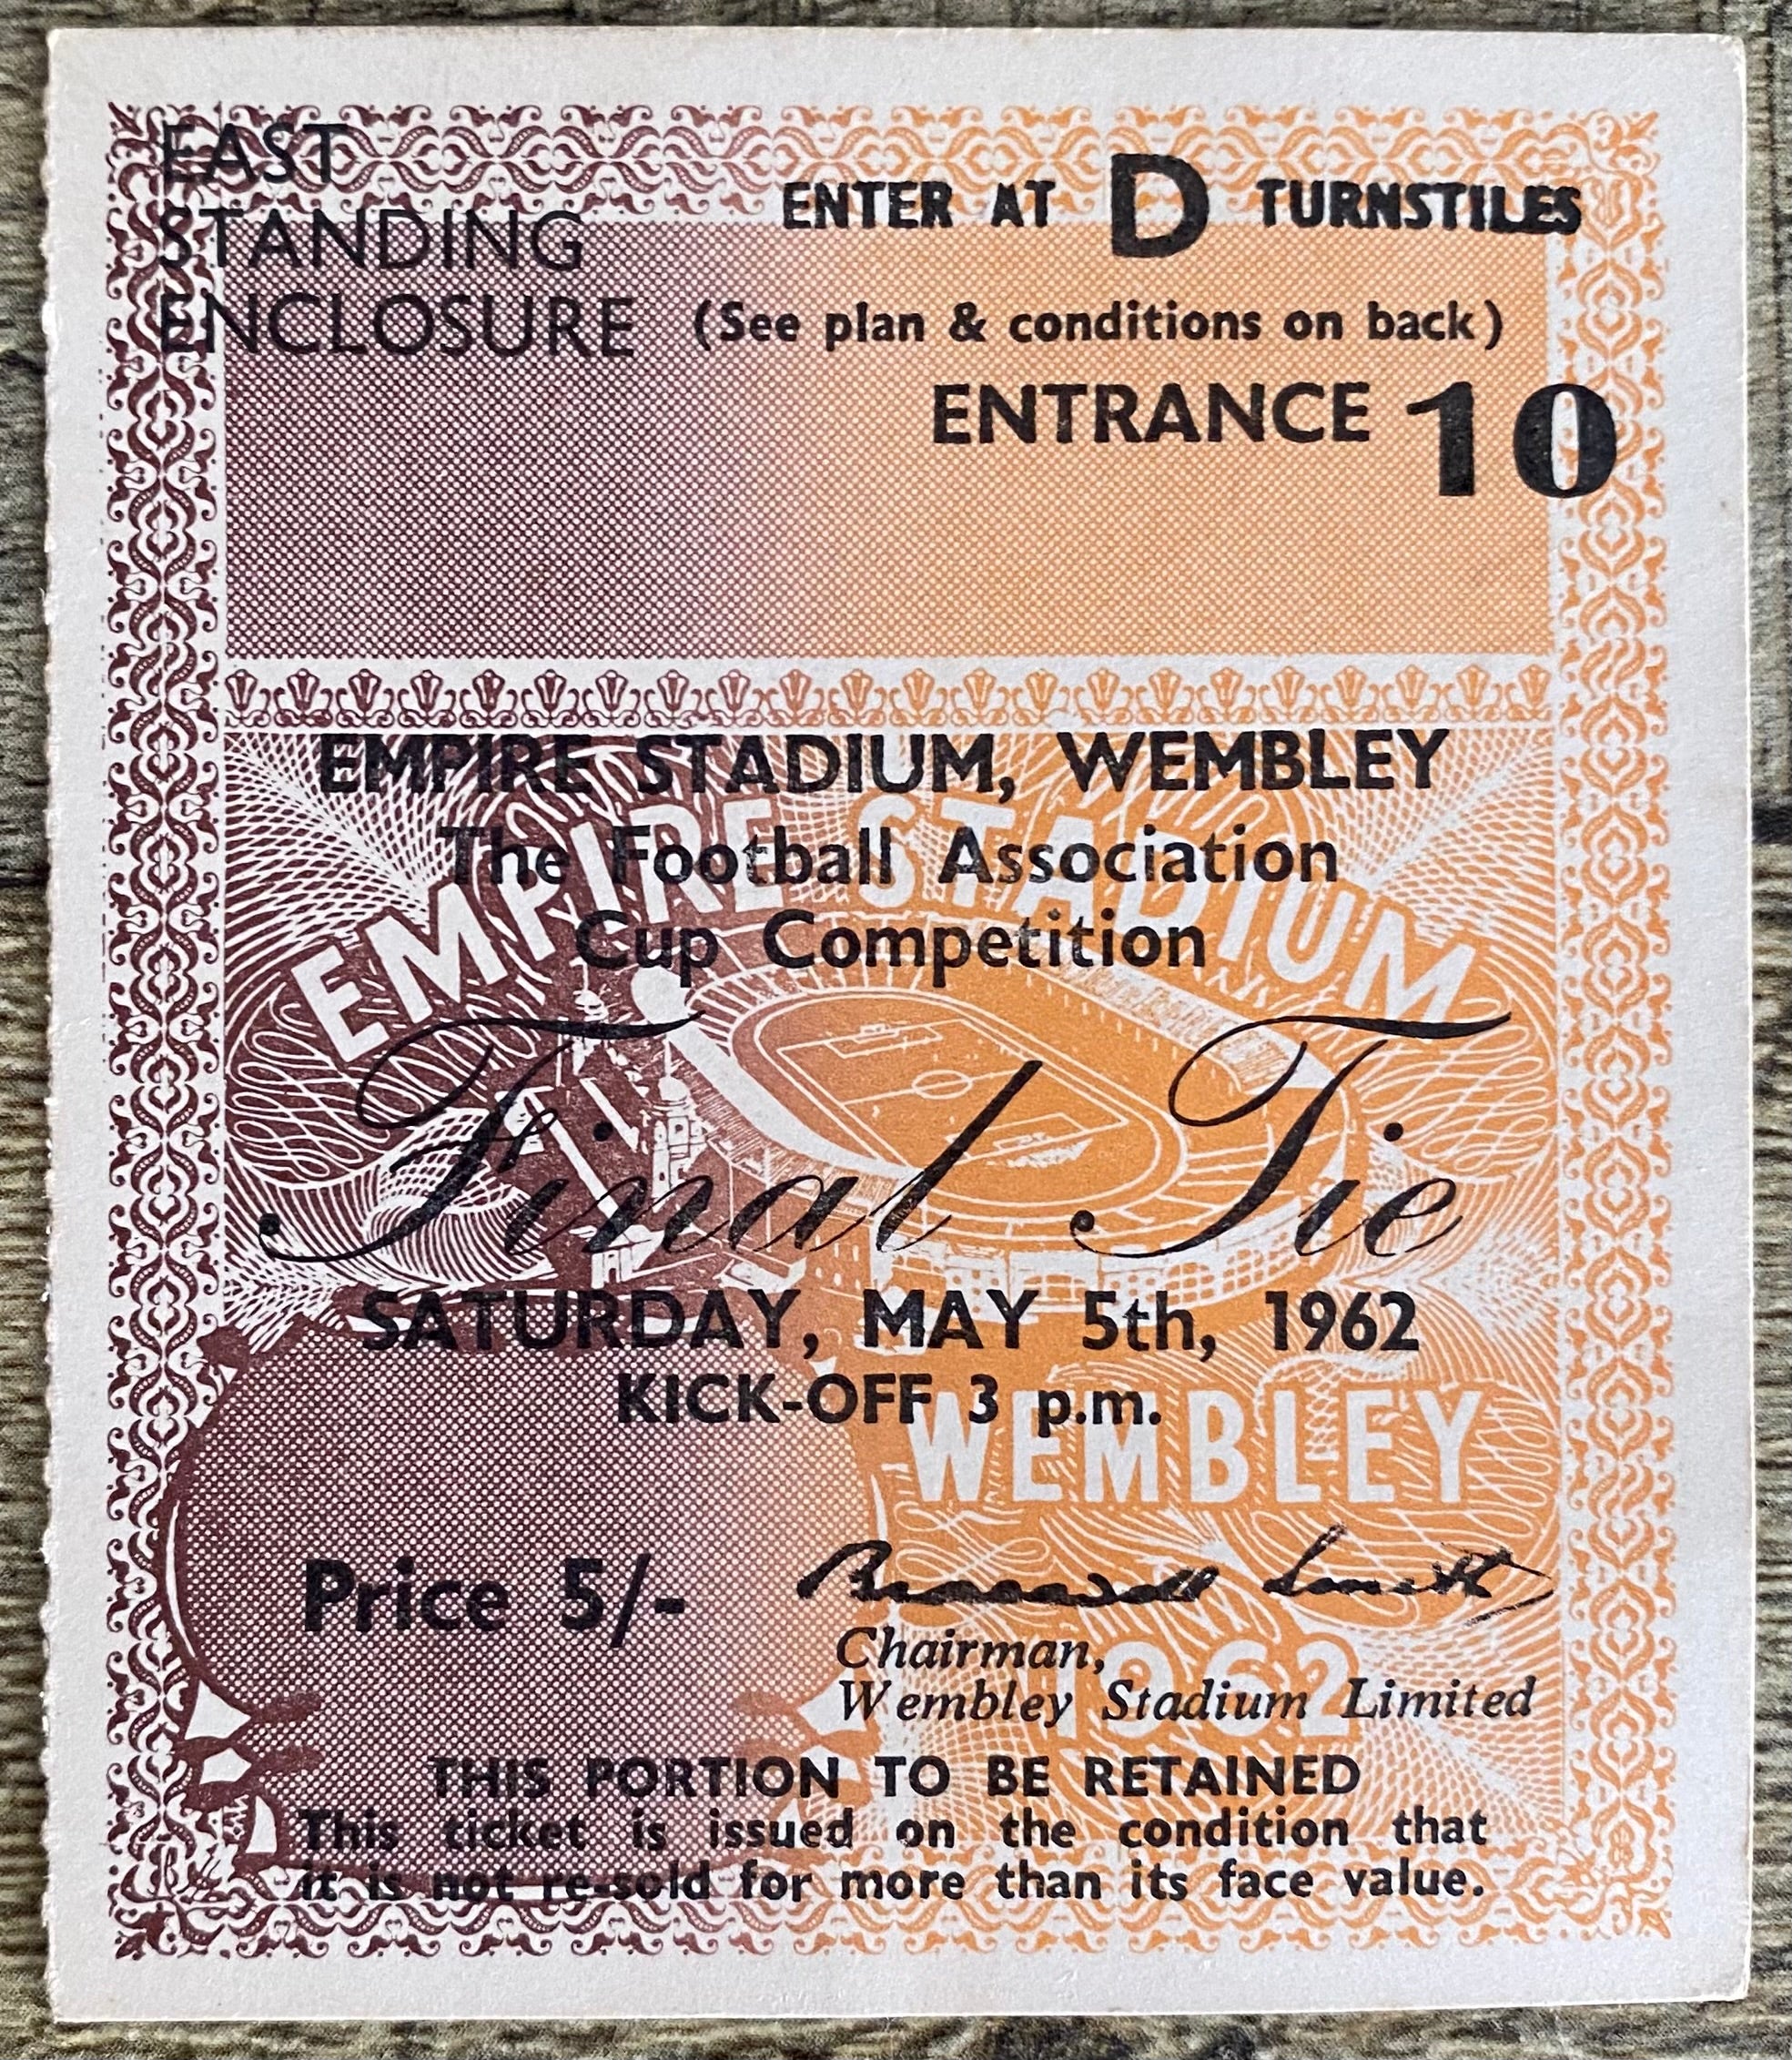 EAST
STANDING
ENCLOSURE
ENTER AT D TURNSTILES
(See plan & conditions on back)
ENTRANCE 10
EMPIRE STADIUM, WEMBLEY
EMPIRE STADIUM
The Football Association
Cup Competition
Final Tie
SATURDAY, MAY 5th, 1962
KICK-OFF 3 p.m.
WEMBLEY
1962
Price 5/-
Chairman,
Wembley Stadium Limited
THIS PORTION TO BE RETAINED
This ticket is issued on the condition that
it is not re-sold for more than its face value.